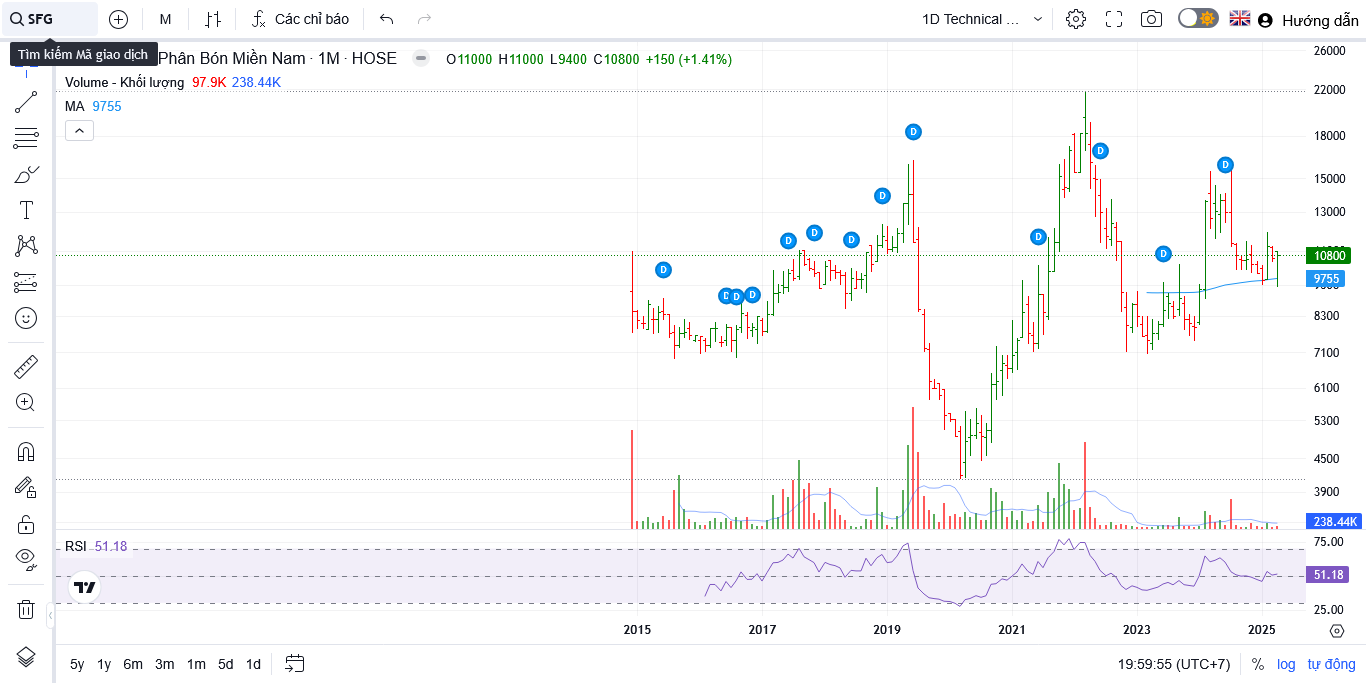 SFG M Các chỉ báo 1D Technical ... Hướng dẫn
Tìm kiếm Mã giao dịch
Phân Bón Miền Nam · 1M · HOSE O11000 H11000 L9400 C10800 +150 (+1.41%)
Volume - Khối lượng 97.9K 238.44K
MA 9755
26000
22000
18000
15000
13000
10800
9755
8300
7100
6100
5300
4500
3900
238.44K
D
D
D
D
D
D
D
D
D
D
D
D
D
RSI 51.18
75.00
51.18
25.00
2015 2017 2019 2021 2023 2025
5y 1y 6m 3m 1m 5d 1d 19:59:55 (UTC+7) % log tự động